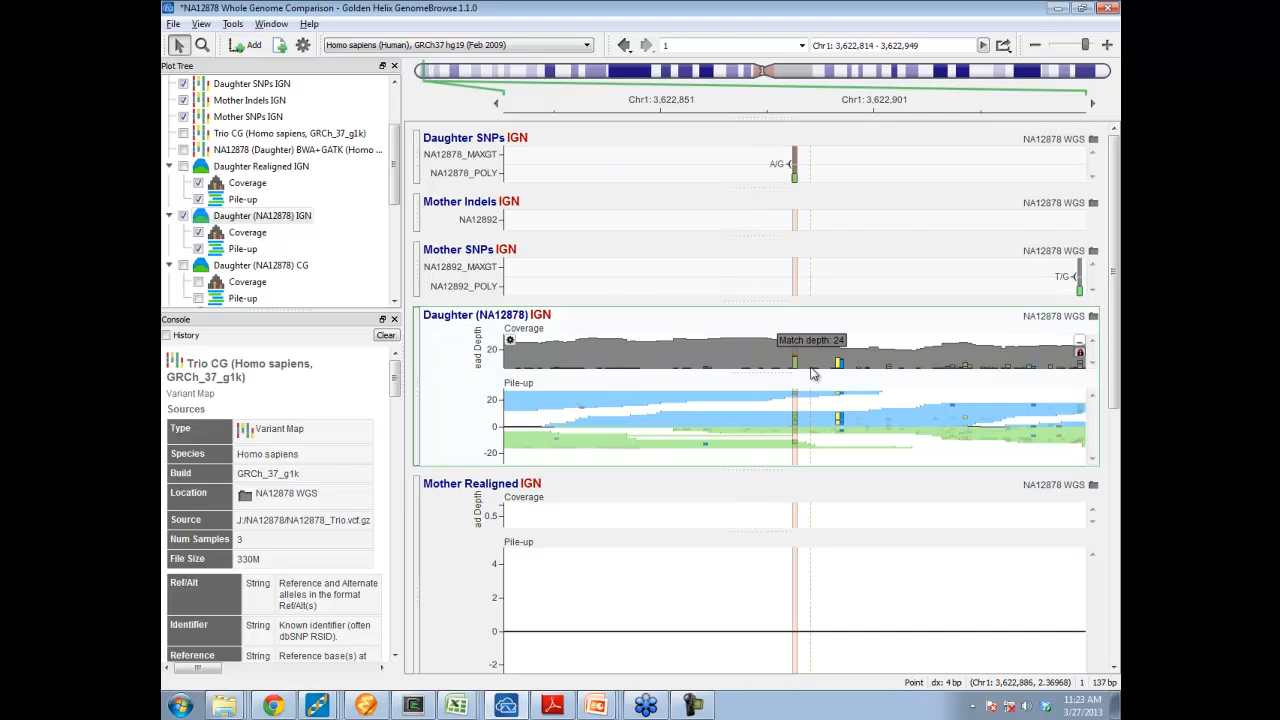 *NA12878 Whole Genome Comparison - Golden Helix GenomeBrowse 1.1.0
File View Tools Window Help
Add Homo sapiens (Human), GRCh37 hg19 (Feb 2009) 1 Chr1: 3,622,814 - 3,622,949
Plot Tree
Daughter SNPs IGN
Mother Indels IGN
Mother SNPs IGN
Trio CG (Homo sapiens, GRCh_37_g1k)
NA12878 (Daughter) BWA+GATK (Homo ...
Daughter Realigned IGN
Coverage
Pile-up
Daughter (NA12878) IGN
Coverage
Pile-up
Daughter (NA12878) CG
Coverage
Pile-up
Console
History Clear
Trio CG (Homo sapiens,
GRCh_37_g1k)
Variant Map
Sources
Type Variant Map
Species Homo sapiens
Build GRCh_37_g1k
Location NA12878 WGS
Source J:/NA12878/NA12878_Trio.vcf.gz
Num Samples 3
File Size 330M
Ref/Alt String Reference and Alternate
alleles in the format
Ref/Alt(s)
Identifier String Known identifier (often
dbSNP RSID).
Reference String Reference base(s) at
1
Chr1: 3,622,851 Chr1: 3,622,901
Daughter SNPs IGN NA12878 WGS
NA12878_MAXGT
A/G
NA12878_POLY
Mother Indels IGN NA12878 WGS
NA12892
Mother SNPs IGN NA12878 WGS
NA12892_MAXGT
T/G
NA12892_POLY
Daughter (NA12878) IGN NA12878 WGS
Coverage
Match depth: 24
ead Depth
20
Pile-up
20
0
-20
Mother Realigned IGN NA12878 WGS
Coverage
ad Depth
0.5
Pile-up
4
2
0
-2
Point dx: 4 bp (Chr1: 3,622,886, 2.36968) 1 137 bp
11:23 AM
3/27/2013